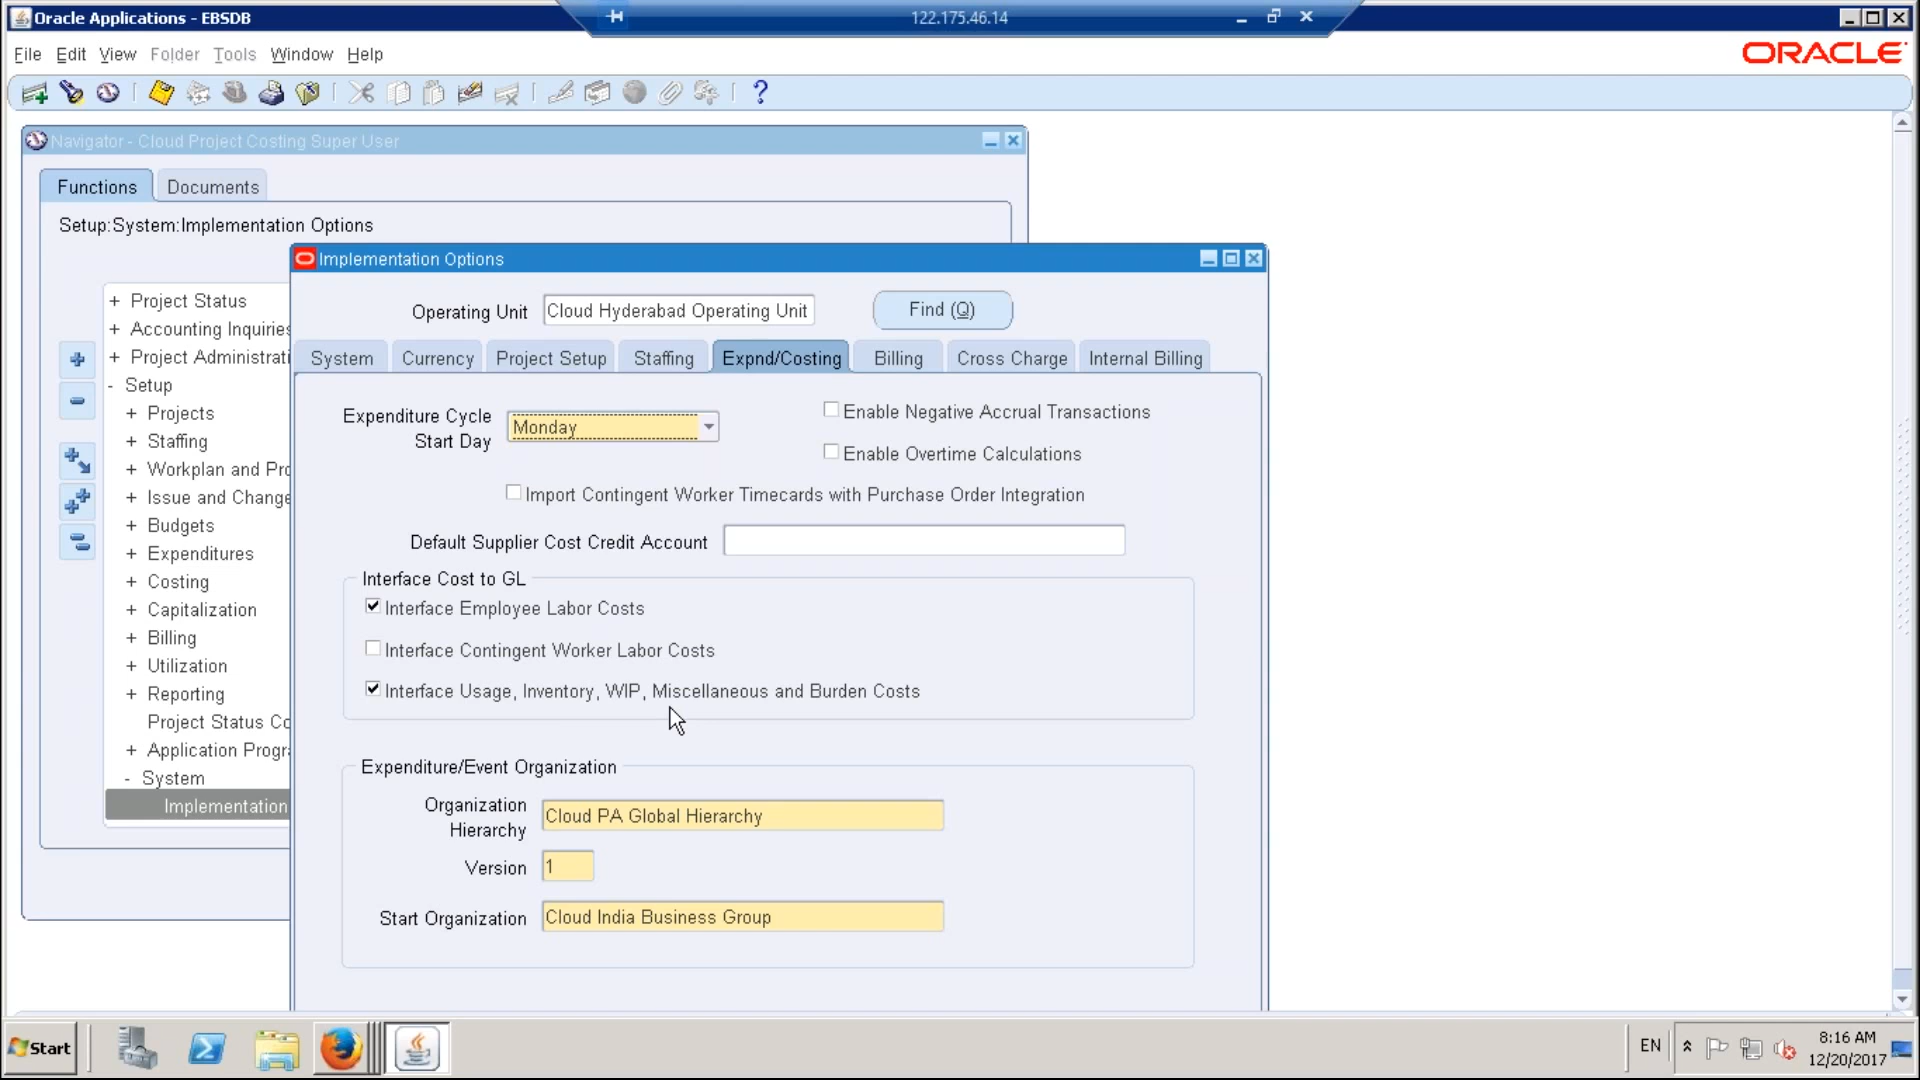 Oracle Applications - EBSDB
122.175.46.14
File Edit View Folder Tools Window Help
ORACLE
Navigator - Cloud Project Costing Super User
Functions Documents
Setup:System:Implementation Options
Implementation Options
Operating Unit Cloud Hyderabad Operating Unit Find (Q)
System Currency Project Setup Staffing Expnd/Costing Billing Cross Charge Internal Billing
+ Project Status
+ Accounting Inquiries
+ Project Administrati
- Setup
+ Projects
+ Staffing
+ Workplan and Pro
+ Issue and Change
+ Budgets
+ Expenditures
+ Costing
+ Capitalization
+ Billing
+ Utilization
+ Reporting
Project Status Co
+ Application Progra
- System
Implementation
Expenditure Cycle
Start Day
Monday
Enable Negative Accrual Transactions
Enable Overtime Calculations
Import Contingent Worker Timecards with Purchase Order Integration
Default Supplier Cost Credit Account
Interface Cost to GL
Interface Employee Labor Costs
Interface Contingent Worker Labor Costs
Interface Usage, Inventory, WIP, Miscellaneous and Burden Costs
Expenditure/Event Organization
Organization
Hierarchy
Cloud PA Global Hierarchy
Version 1
Start Organization Cloud India Business Group
Start
EN
8:16 AM
12/20/2017